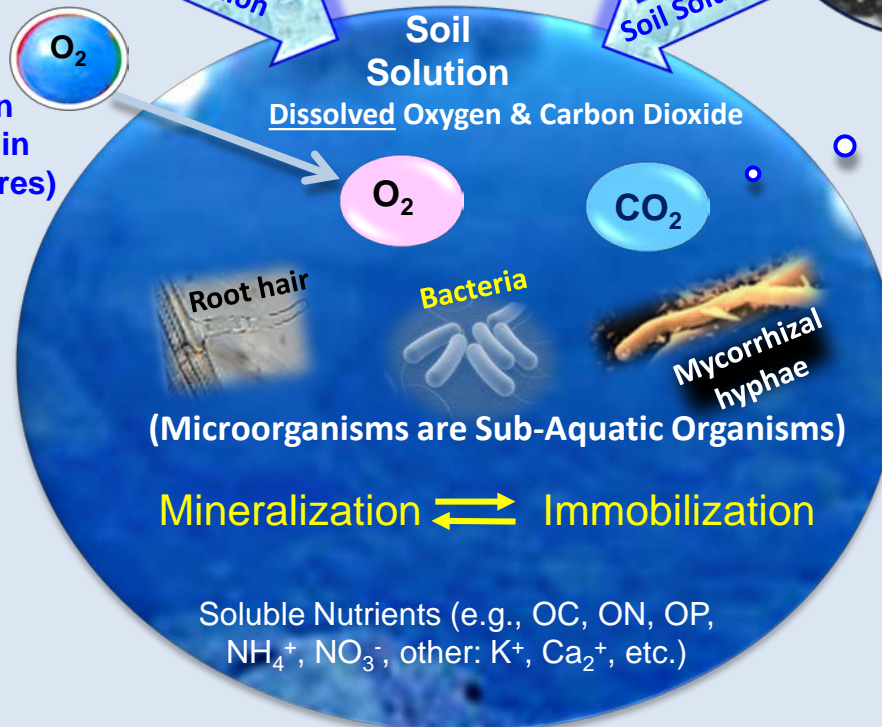 Soil
Solution
Dissolved Oxygen & Carbon Dioxide
O₂
O₂
CO₂
Root hair
Bacteria
Mycorrhizal
hyphae
(Microorganisms are Sub-Aquatic Organisms)
Mineralization ⇌ Immobilization
Soluble Nutrients (e.g., OC, ON, OP,
NH₄⁺, NO₃⁻, other: K⁺, Ca₂⁺, etc.)